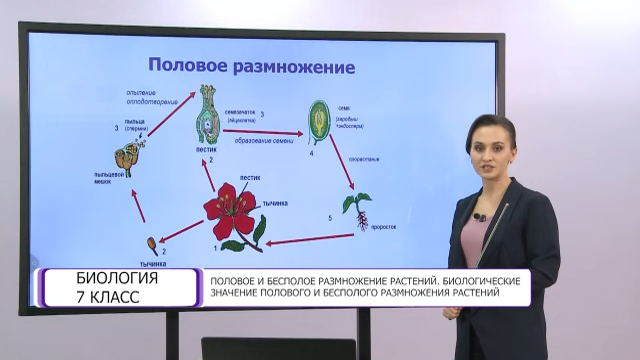 Половое размножение
опыление
оплодотворение
пыльца
(спермии)
3
пыльцевой
мешок
семязачаток
(яйцеклетка)
3
образование семени
пестик
2
семя
(зародыш
+эндосперм)
4
прорастание
5
проросток
пестик
тычинка
1
2
тычинка
БИОЛОГИЯ
7 КЛАСС
ПОЛОВОЕ И БЕСПОЛОЕ РАЗМНОЖЕНИЕ РАСТЕНИЙ. БИОЛОГИЧЕСКИЕ
ЗНАЧЕНИЕ ПОЛОВОГО И БЕСПОЛОГО РАЗМНОЖЕНИЯ РАСТЕНИЙ